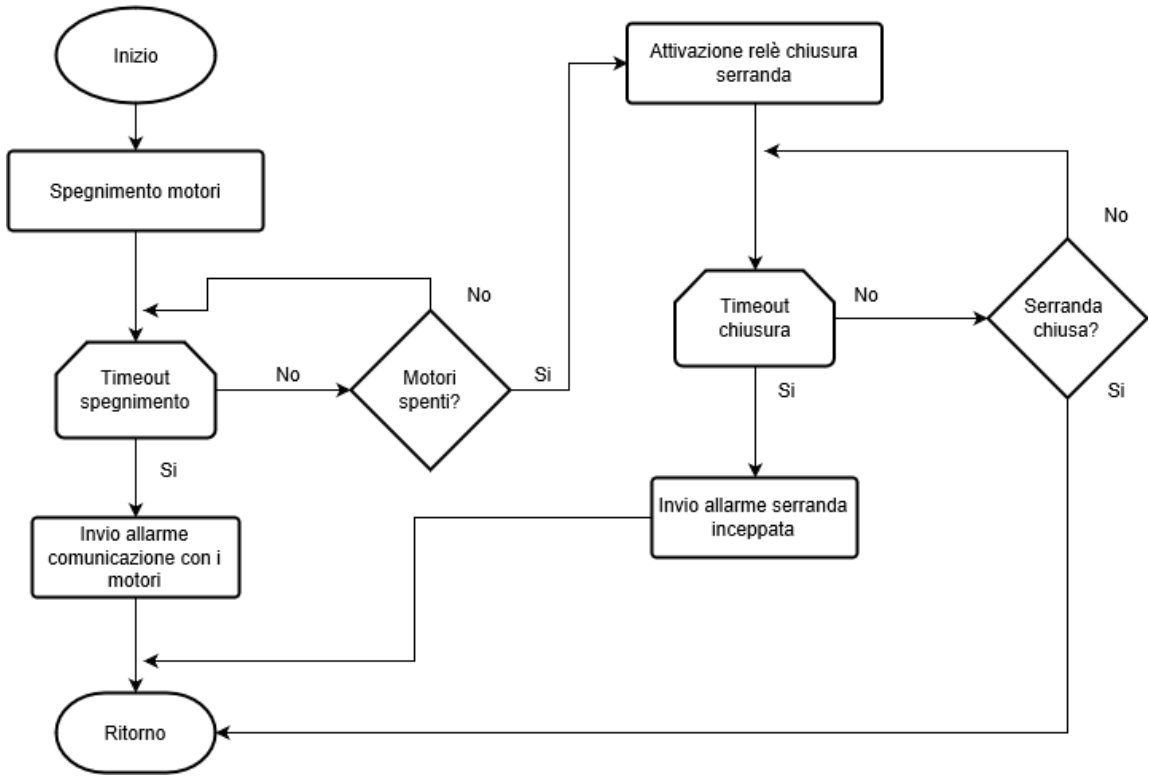 Inizio
Spegnimento motori
Timeout
spegnimento
No
Motori
spenti?
No
Si
Si
Invio allarme
comunicazione con i
motori
Ritorno
Attivazione relè chiusura
serranda
Timeout
chiusura
No
Serranda
chiusa?
No
Si
Si
Invio allarme serranda
inceppata